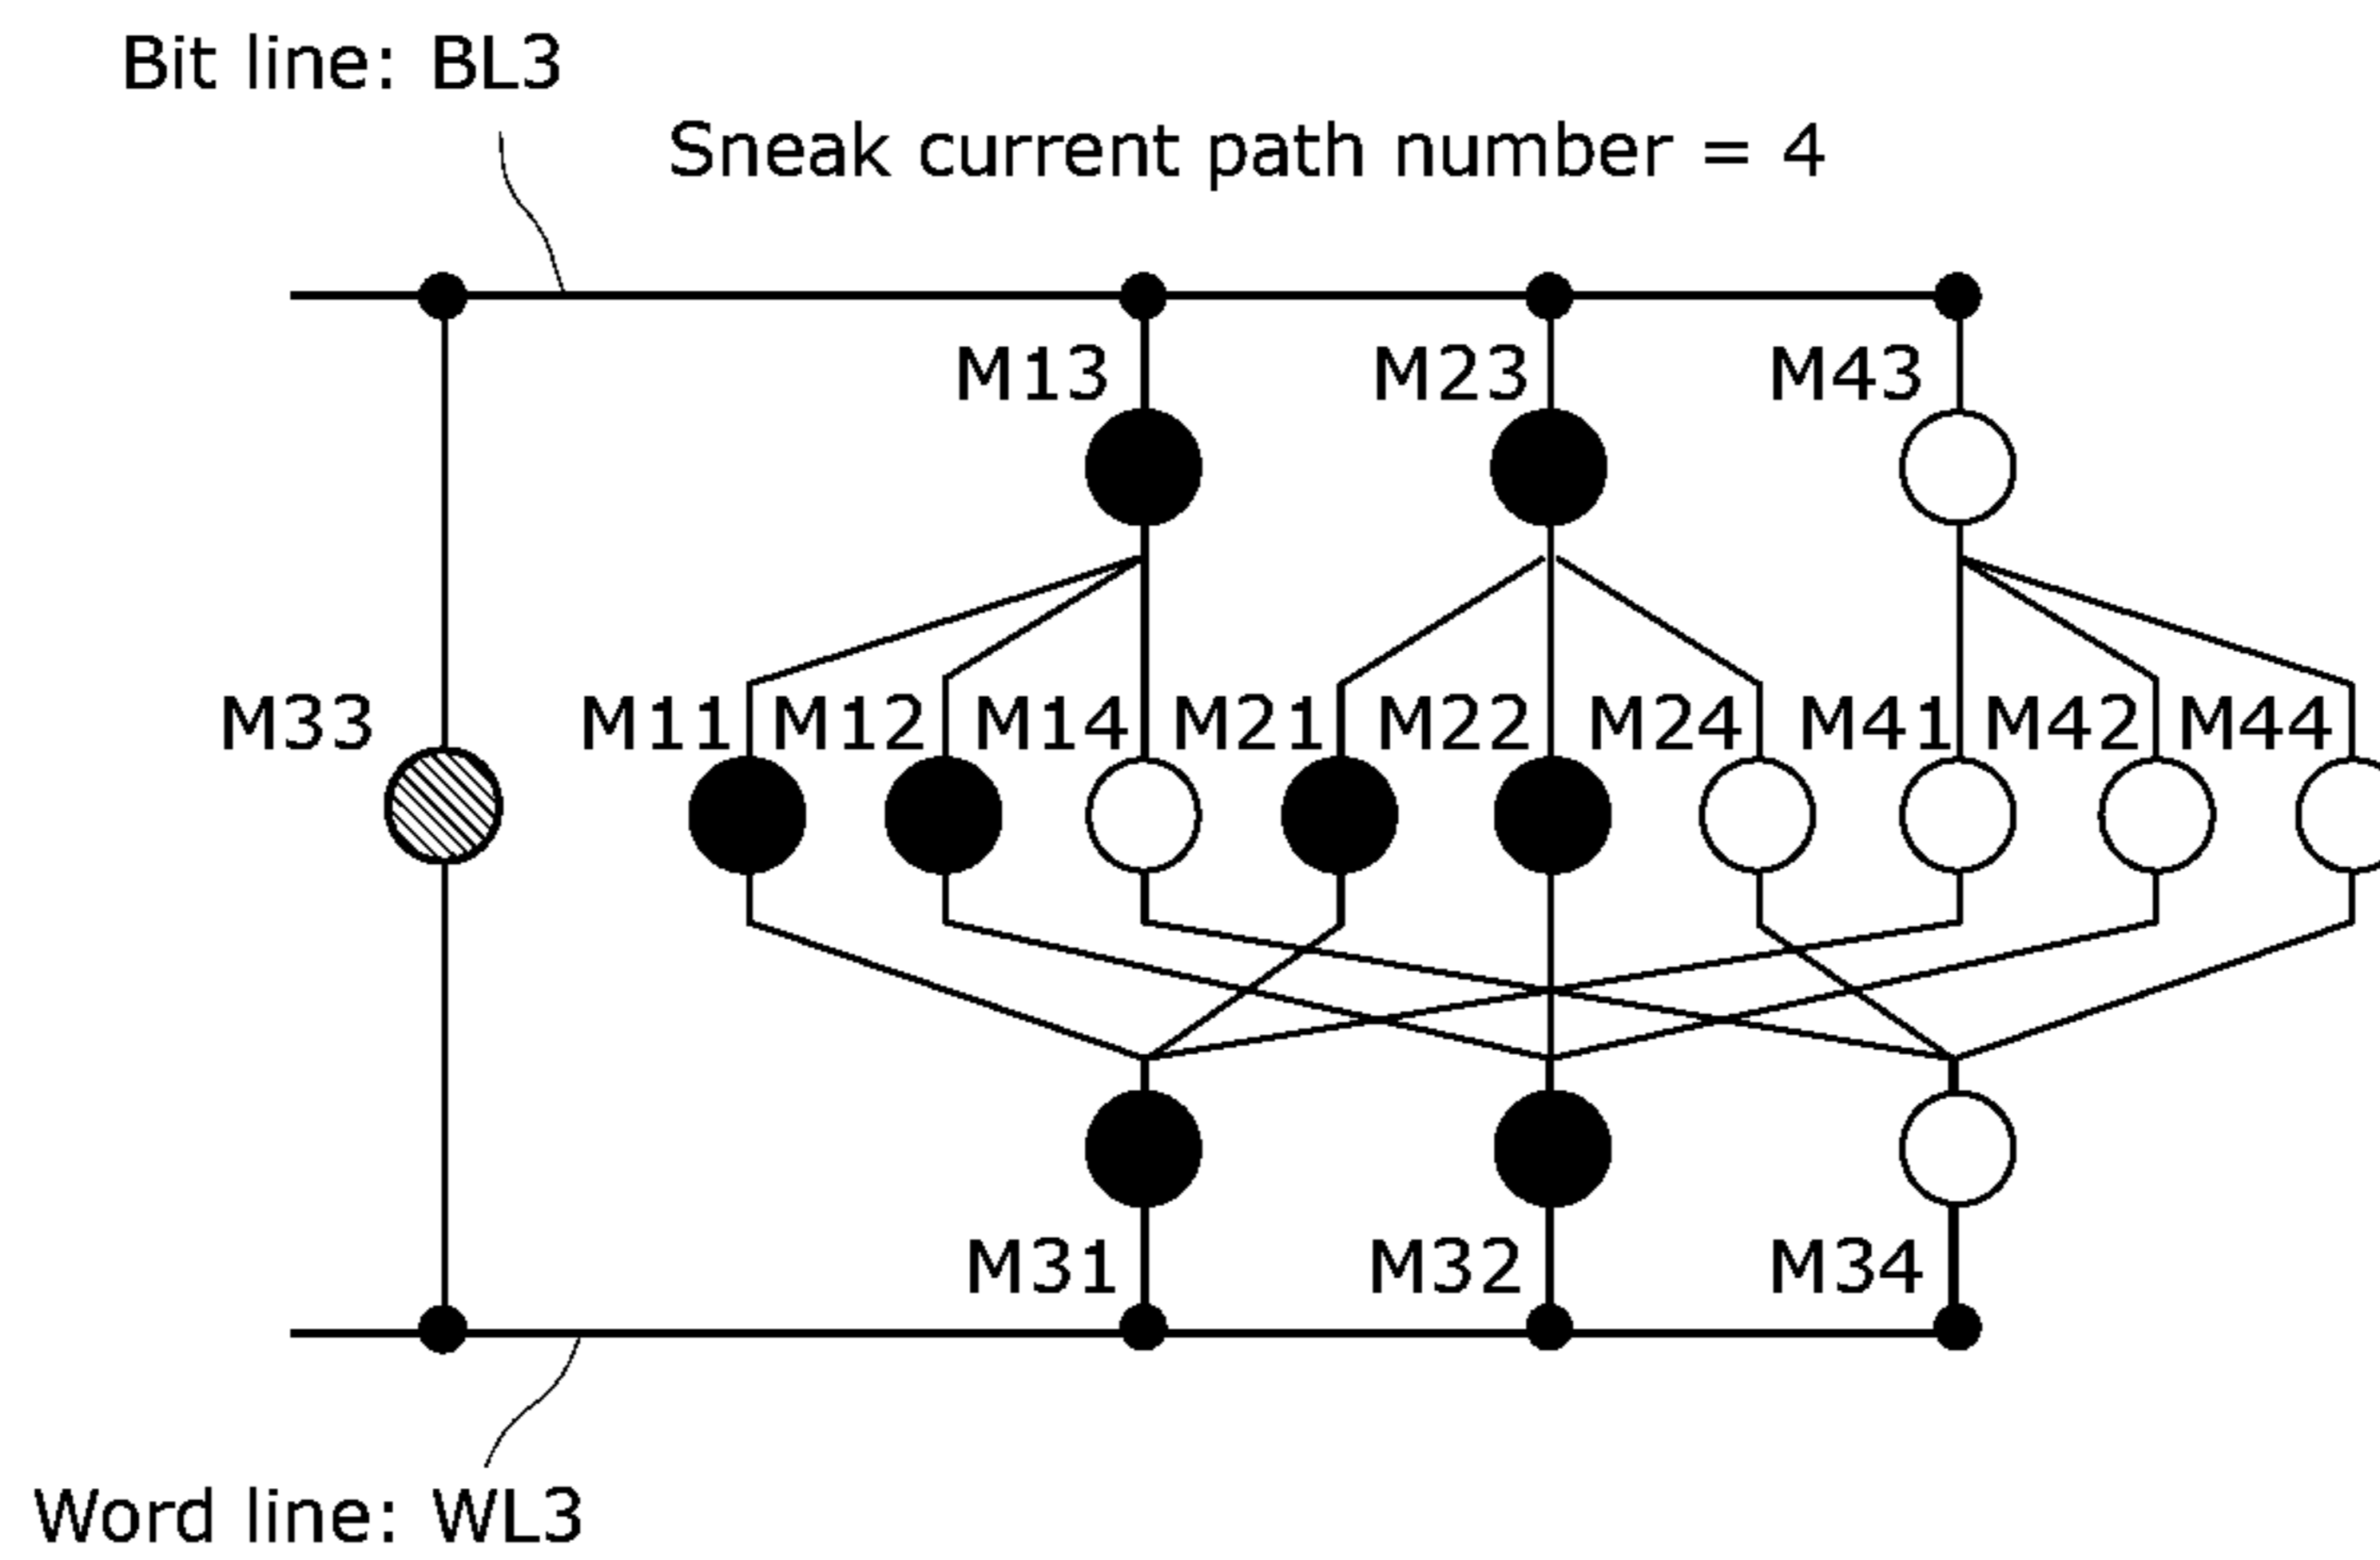 Bit line: BL3
Sneak current path number = 4
M13 M23 M43
M33 M11 M12 M14 M21 M22 M24 M41 M42 M44
M31 M32 M34
Word line: WL3